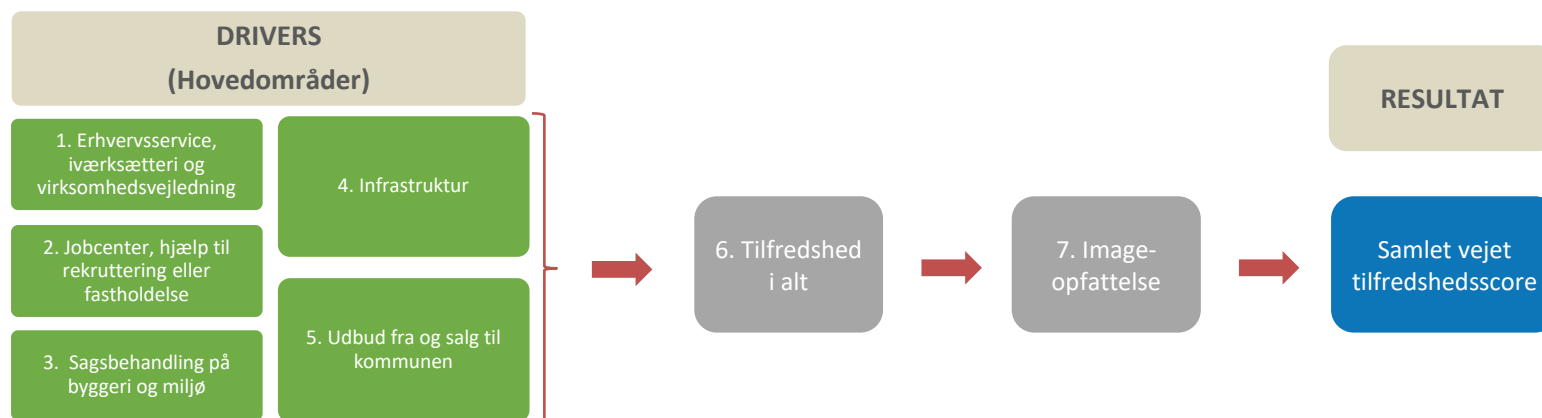 DRIVERS
(Hovedområder)
1. Erhvervsservice,
iværksætteri og
virksomhedsvejledning
2. Jobcenter, hjælp til
rekruttering eller
fastholdelse
3. Sagsbehandling på
byggeri og miljø
4. Infrastruktur
5. Udbud fra og salg til
kommunen
6. Tilfredshed
i alt
7. Image-
opfattelse
RESULTAT
Samlet vejet
tilfredshedsscore